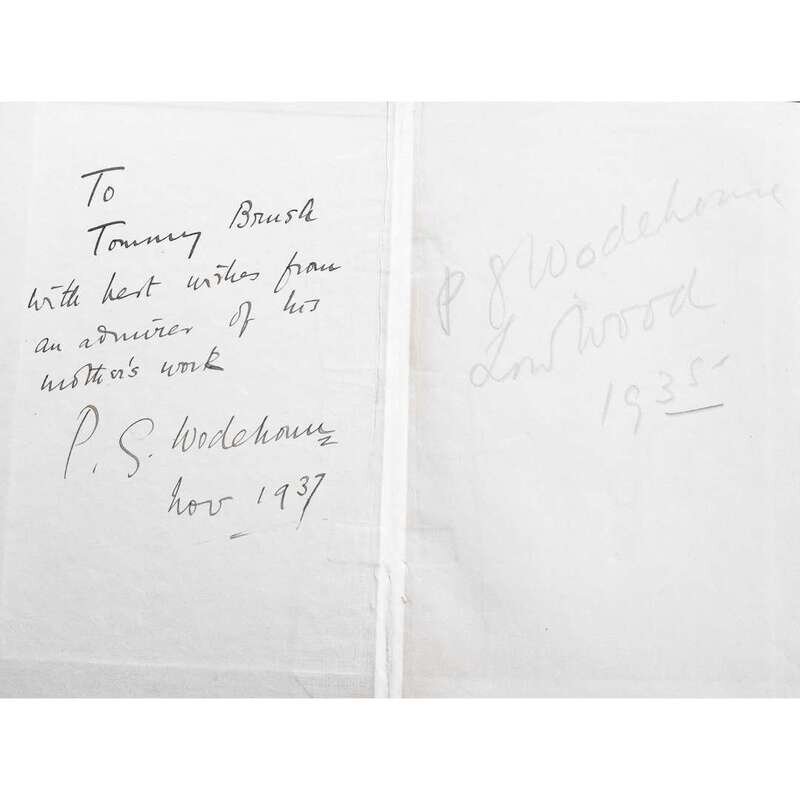 To
Tommy Brush
with best wishes from
an admirer of his
mother's work
P. G. Wodehouse
Nov 1937
P G Wodehouse
Low Wood
1935